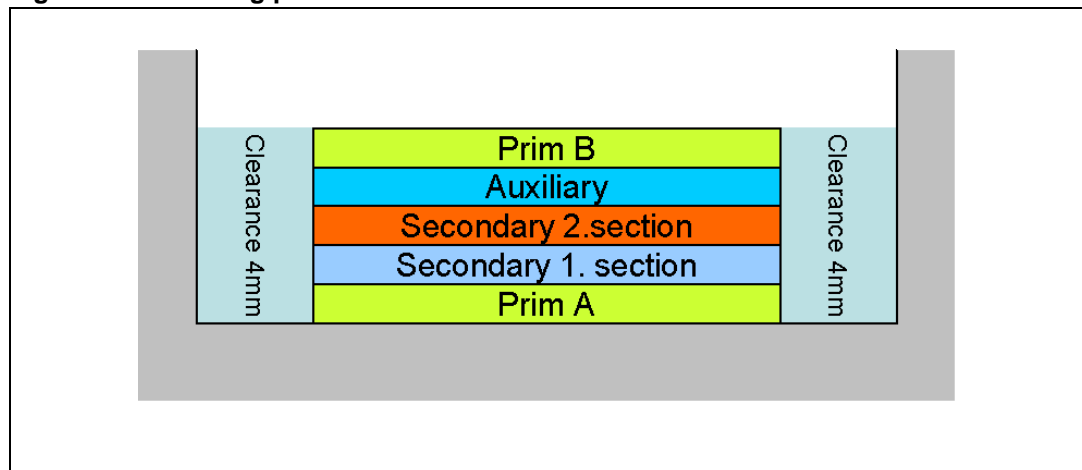 Clearance 4mm
Prim B
Auxiliary
Secondary 2.section
Secondary 1. section
Prim A
Clearance 4mm